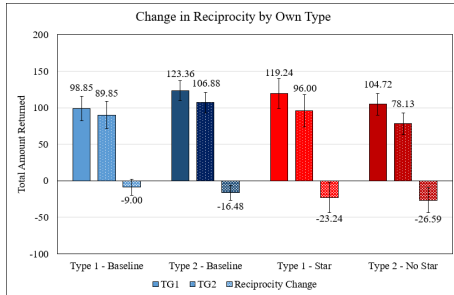 Change in Reciprocity by Own Type
200
150
100
50
0
-50
-100
Total Amount Returned
98.85
89.85
-9.00
123.36
106.88
-16.48
119.24
96.00
-23.24
104.72
78.13
-26.59
Type 1 - Baseline
Type 2 - Baseline
Type 1 - Star
Type 2 - No Star
TG1
TG2
Reciprocity Change